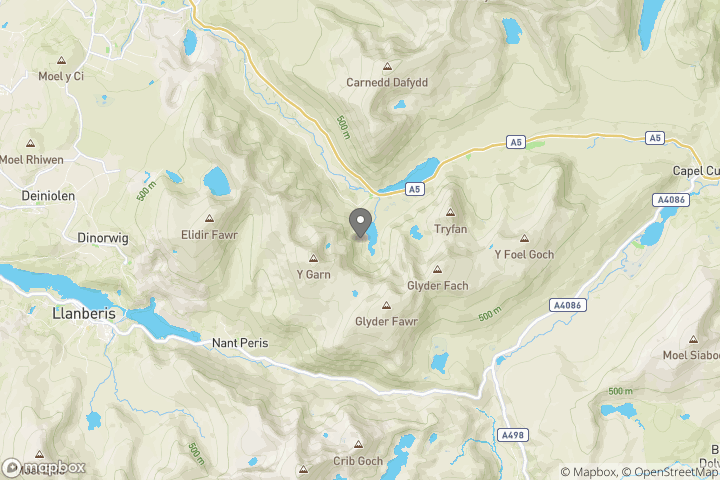 Moel y Ci
Carnedd Dafydd
500 m
A5
A5
Moel Rhiwen
500 m
Capel Cu
Deiniolen
A5
A4086
Elidir Fawr
Tryfan
Dinorwig
Y Foel Goch
Y Garn
Glyder Fach
A4086
Llanberis
500 m
Glyder Fawr
Nant Peris
Moel Siabo
500 m
A498
500 m
Crib Goch
mapbox
© Mapbox, © OpenStreetMap